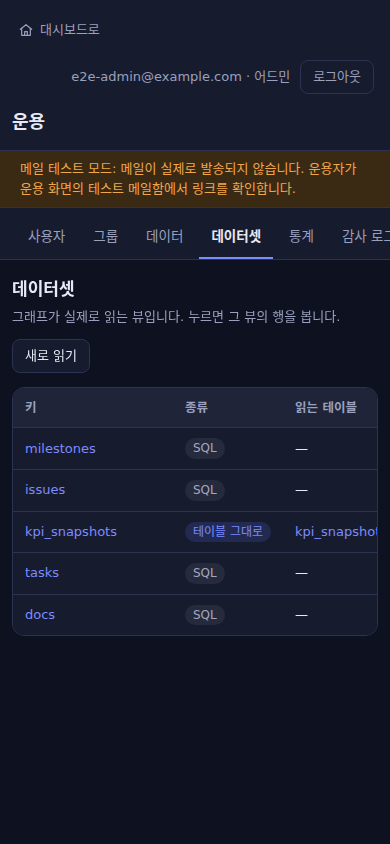 대시보드로
e2e-admin@example.com · 어드민
로그아웃
운용
메일 테스트 모드: 메일이 실제로 발송되지 않습니다. 운용자가
운용 화면의 테스트 메일함에서 링크를 확인합니다.
사용자 그룹 데이터 데이터셋 통계 감사 로그
데이터셋
그래프가 실제로 읽는 뷰입니다. 누르면 그 뷰의 행을 봅니다.
새로 읽기
키 종류 읽는 테이블
milestones SQL —
issues SQL —
kpi_snapshots 테이블 그대로 kpi_snapshot
tasks SQL —
docs SQL —